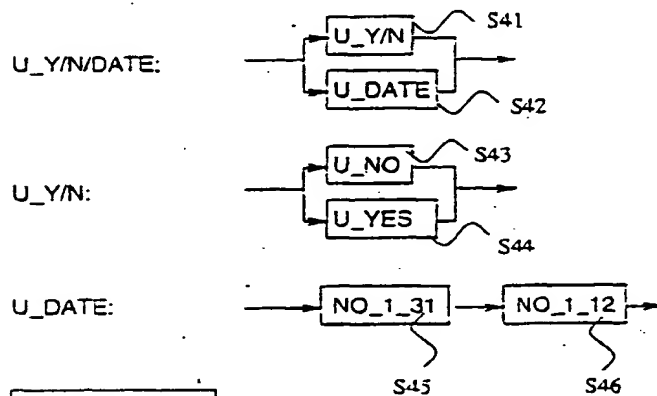 S41
U_Y/N
U_Y/N/DATE:
U_DATE
S42
S43
U_NO
U_Y/N:
U_YES
S44
U_DATE:
NO_1_31
NO_1_12
S45
S46